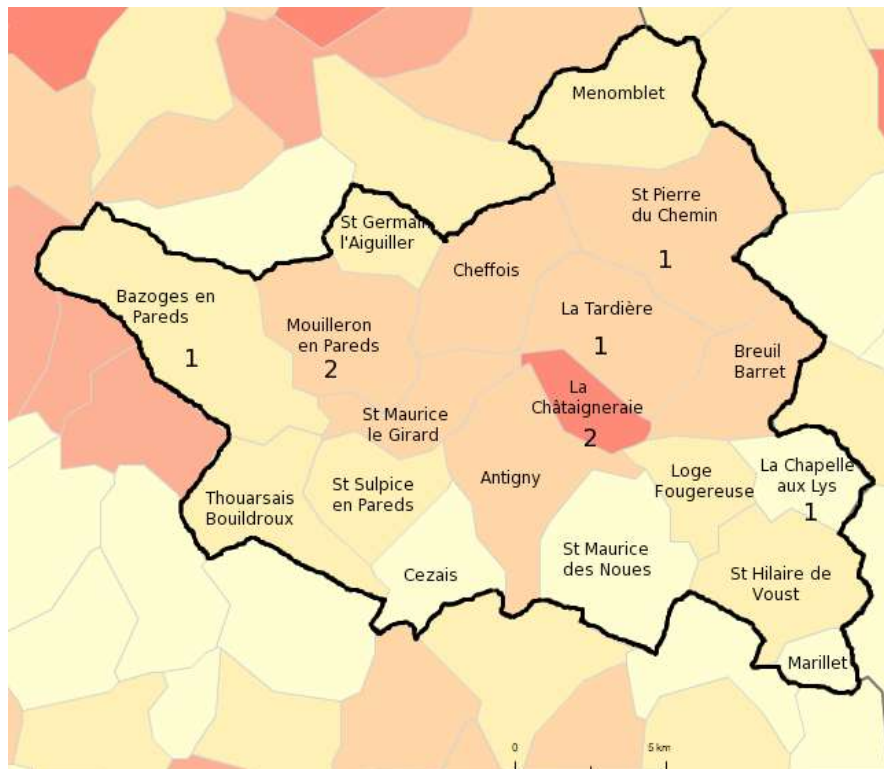 Menomblet
St Pierre
du Chemin
1
St Germain
l'Aiguiller
Cheffois
Bazoges en
Pareds
1
Mouilleron
en Pareds
2
La Tardière
1
Breuil
Barret
La
Châtaigneraie
2
St Maurice
le Girard
Antigny
Loge
Fougereuse
La Chapelle
aux Lys
1
Thouarsais
Bouildroux
St Sulpice
en Pareds
Cezais
St Maurice
des Noues
St Hilaire de
Voust
Marillet
0 5 km